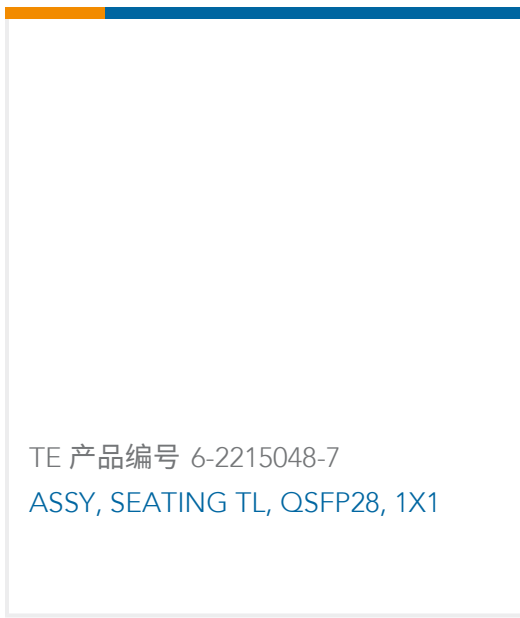 TE 产品编号 6-2215048-7
ASSY, SEATING TL, QSFP28, 1X1